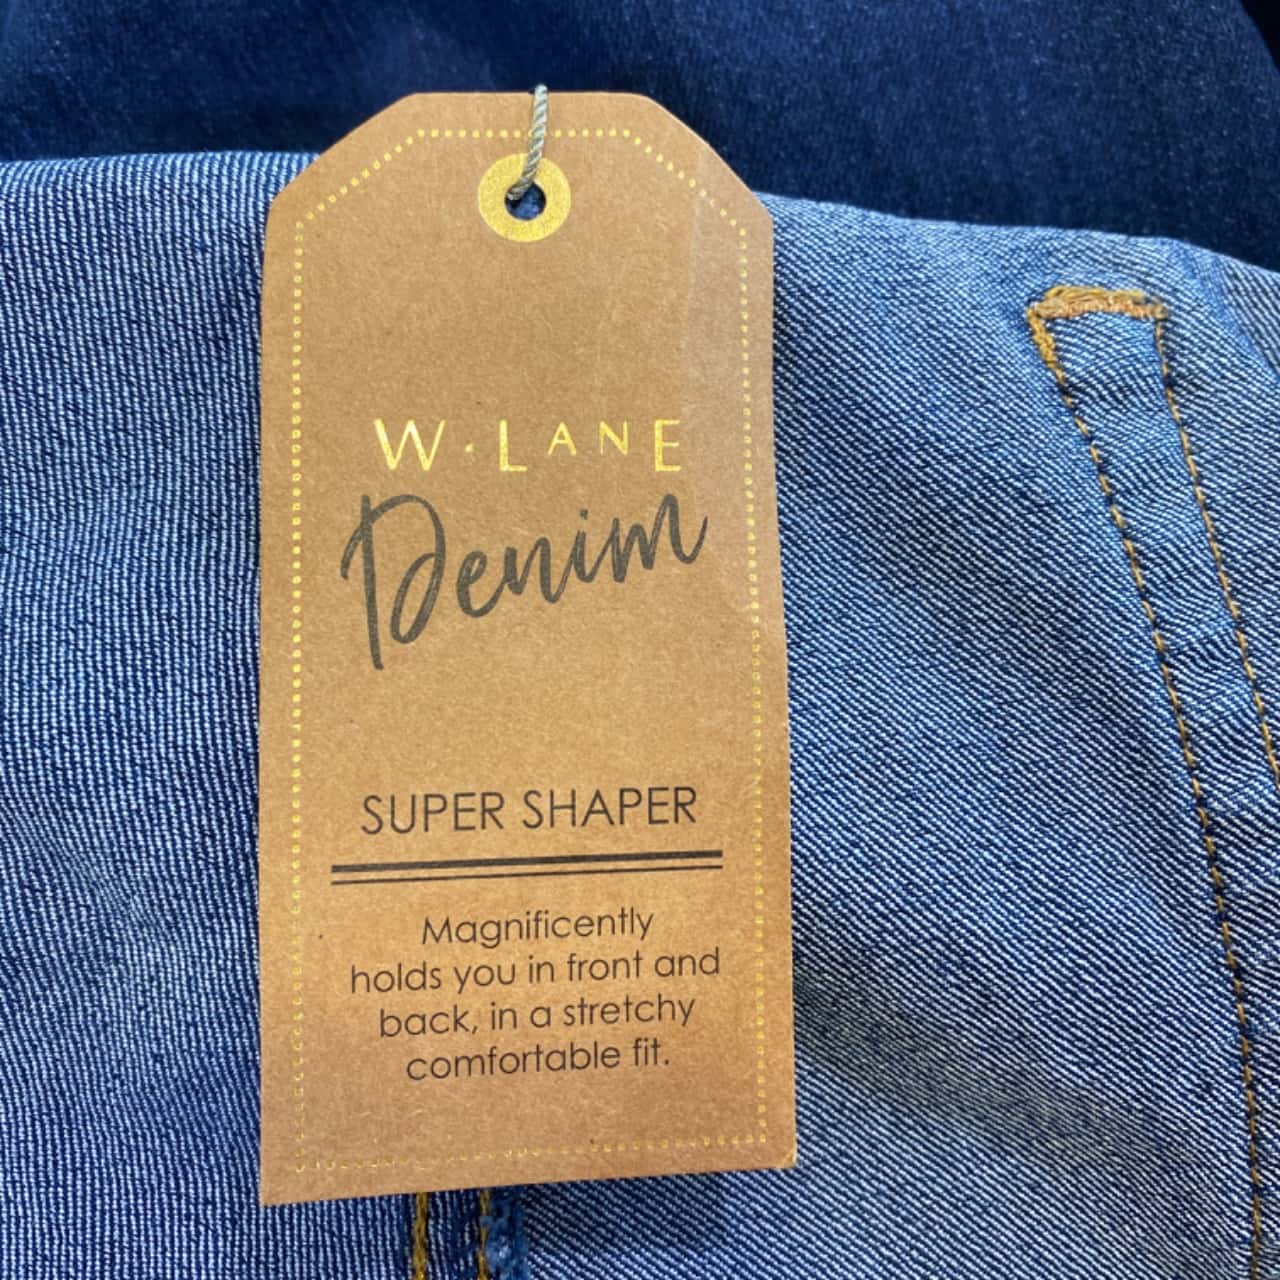 W·LANE
Denim
SUPER SHAPER
Magnificently
holds you in front and
back, in a stretchy
comfortable fit.